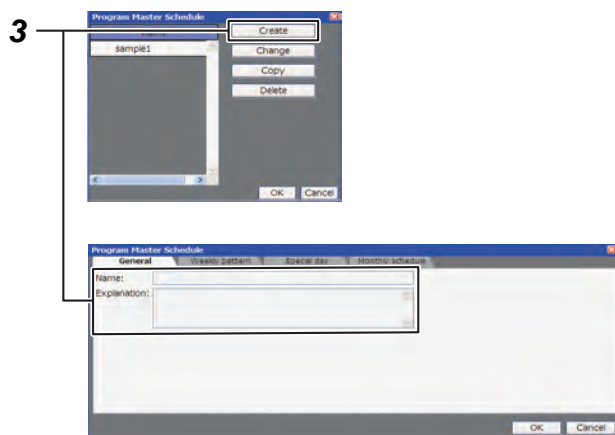 3
Program Master Schedule
Create
sample1
Change
Copy
Delete
OK Cancel
Program Master Schedule
General Weekly pattern Special day Monthly schedule
Name:
Explanation:
OK Cancel